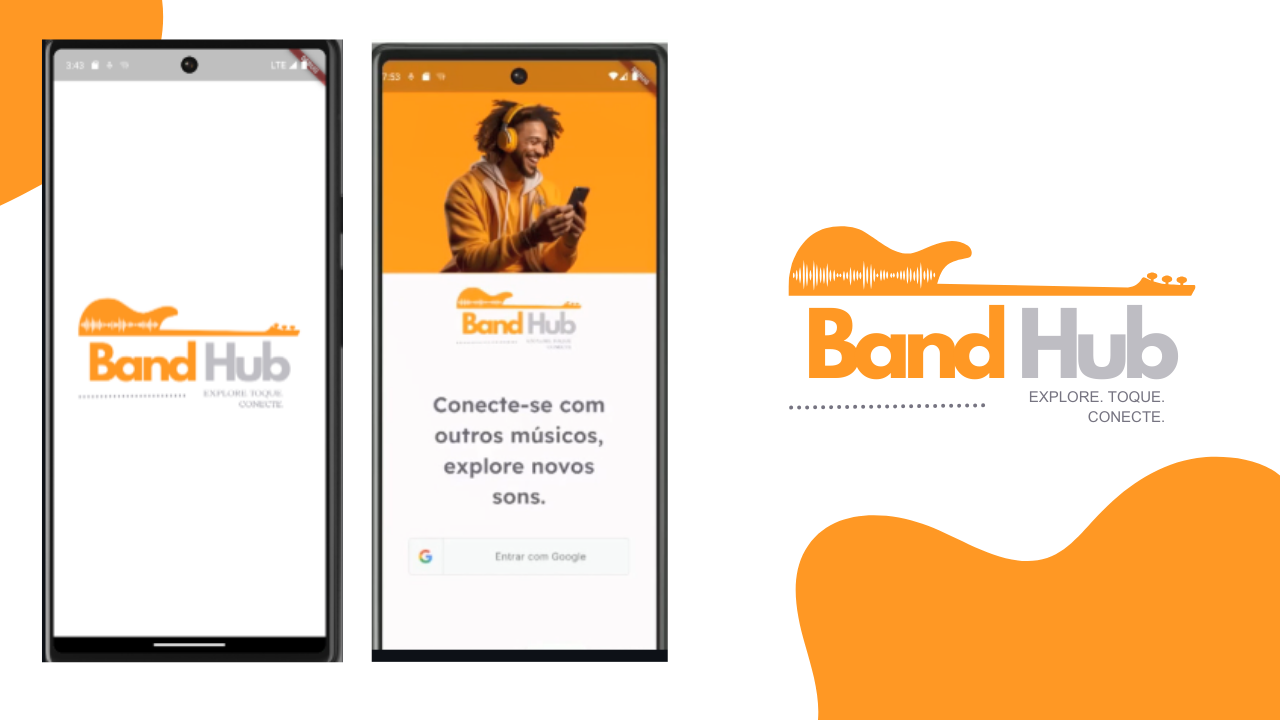 3:43
LTE
Band Hub
EXPLORE. TOQUE.
CONECTE.
7:53
Band Hub
EXPLORE. TOQUE.
CONECTE.
Conecte-se com
outros músicos,
explore novos
sons.
G
Entrar com Google
Band Hub
EXPLORE. TOQUE.
CONECTE.